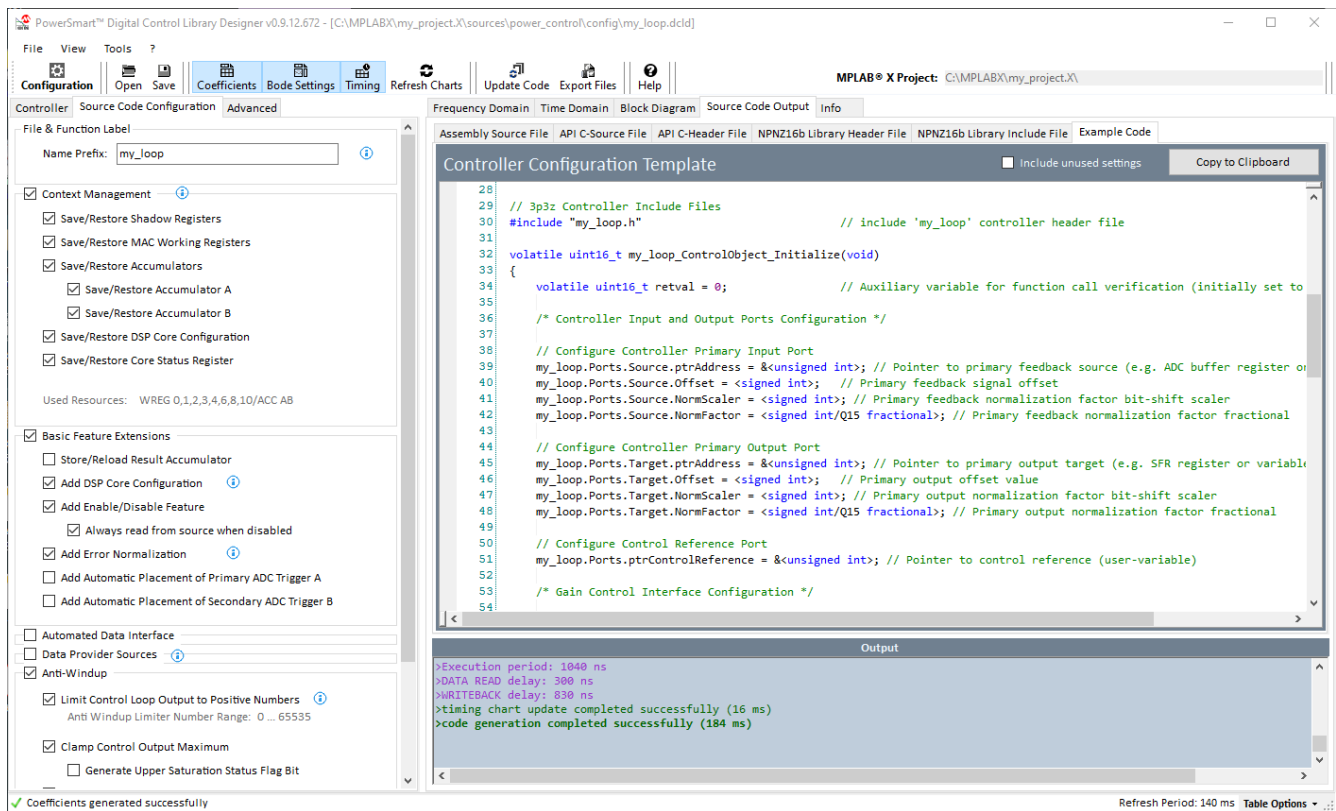 PowerSmart™ Digital Control Library Designer v0.9.12.672 - [C:\MPLABX\my_project.X\sources\power_control\config\my_loop.dcld]
File View Tools ?
Configuration Open Save Coefficients Bode Settings Timing Refresh Charts Update Code Export Files Help MPLAB® X Project: C:\MPLABX\my_project.X\
Controller Source Code Configuration Advanced
File & Function Label
Name Prefix: my_loop
Context Management
Save/Restore Shadow Registers
Save/Restore MAC Working Registers
Save/Restore Accumulators
Save/Restore Accumulator A
Save/Restore Accumulator B
Save/Restore DSP Core Configuration
Save/Restore Core Status Register
Used Resources: WREG 0,1,2,3,4,6,8,10/ACC AB
Basic Feature Extensions
Store/Reload Result Accumulator
Add DSP Core Configuration
Add Enable/Disable Feature
Always read from source when disabled
Add Error Normalization
Add Automatic Placement of Primary ADC Trigger A
Add Automatic Placement of Secondary ADC Trigger B
Automated Data Interface
Data Provider Sources
Anti-Windup
Limit Control Loop Output to Positive Numbers
Anti Windup Limiter Number Range: 0 ... 65535
Clamp Control Output Maximum
Generate Upper Saturation Status Flag Bit
Frequency Domain Time Domain Block Diagram Source Code Output Info
Assembly Source File API C-Source File API C-Header File NPNZ16b Library Header File NPNZ16b Library Include File Example Code
Controller Configuration Template Include unused settings Copy to Clipboard
28
29 // 3p3z Controller Include Files
30 #include "my_loop.h" // include 'my_loop' controller header file
31
32 volatile uint16_t my_loop_ControlObject_Initialize(void)
33 {
34 volatile uint16_t retval = 0; // Auxiliary variable for function call verification (initially set to
35
36 /* Controller Input and Output Ports Configuration */
37
38 // Configure Controller Primary Input Port
39 my_loop.Ports.Source.ptrAddress = &<unsigned int>; // Pointer to primary feedback source (e.g. ADC buffer register or
40 my_loop.Ports.Source.Offset = <signed int>; // Primary feedback signal offset
41 my_loop.Ports.Source.NormScaler = <signed int>; // Primary feedback normalization factor bit-shift scaler
42 my_loop.Ports.Source.NormFactor = <signed int/Q15 fractional>; // Primary feedback normalization factor fractional
43
44 // Configure Controller Primary Output Port
45 my_loop.Ports.Target.ptrAddress = &<unsigned int>; // Pointer to primary output target (e.g. SFR register or variable
46 my_loop.Ports.Target.Offset = <signed int>; // Primary output offset value
47 my_loop.Ports.Target.NormScaler = <signed int>; // Primary output normalization factor bit-shift scaler
48 my_loop.Ports.Target.NormFactor = <signed int/Q15 fractional>; // Primary output normalization factor fractional
49
50 // Configure Control Reference Port
51 my_loop.Ports.ptrControlReference = &<unsigned int>; // Pointer to control reference (user-variable)
52
53 /* Gain Control Interface Configuration */
54
Output
>Execution period: 1040 ns
>DATA READ delay: 300 ns
>WRITEBACK delay: 830 ns
>timing chart update completed successfully (16 ms)
>code generation completed successfully (184 ms)
Coefficients generated successfully Refresh Period: 140 ms Table Options